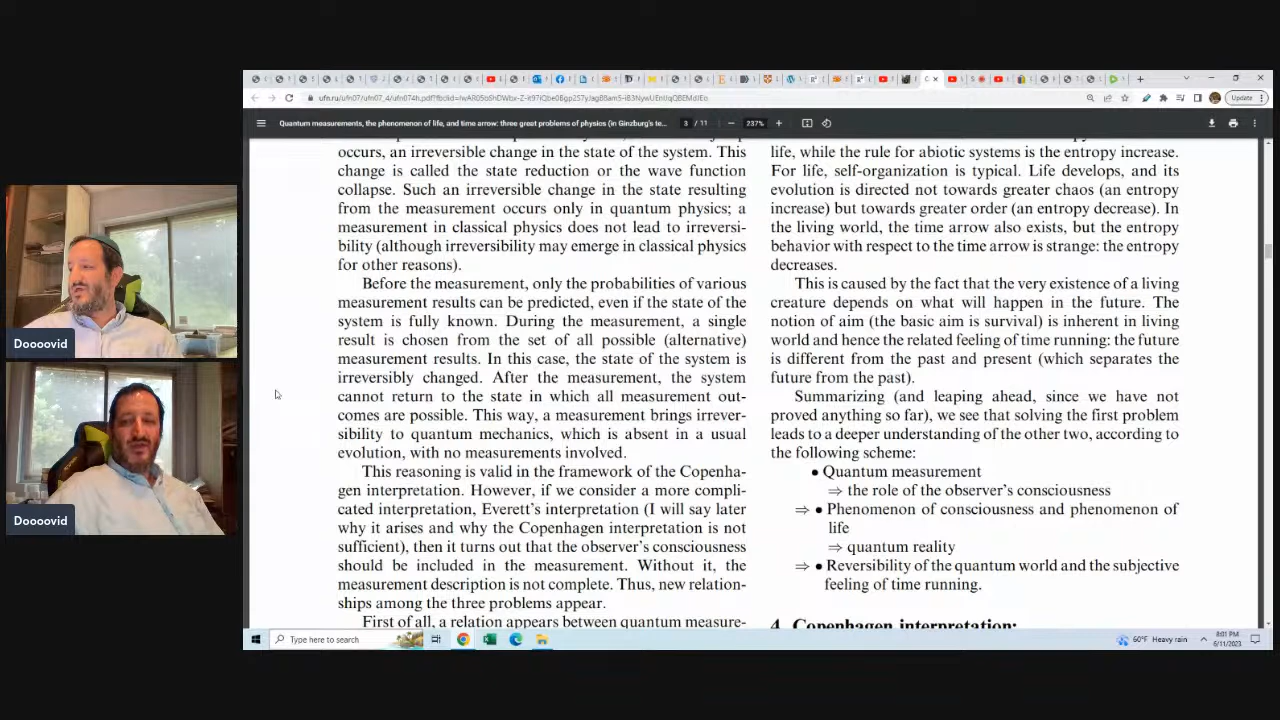 Update
Quantum measurements, the phenomenon of life, and time arrow: three great problems of physics (in Ginzburg's te...
3 / 11
237%
occurs, an irreversible change in the state of the system. This
change is called the state reduction or the wave function
collapse. Such an irreversible change in the state resulting
from the measurement occurs only in quantum physics; a
measurement in classical physics does not lead to irreversi-
bility (although irreversibility may emerge in classical physics
for other reasons).
Before the measurement, only the probabilities of various
measurement results can be predicted, even if the state of the
system is fully known. During the measurement, a single
result is chosen from the set of all possible (alternative)
measurement results. In this case, the state of the system is
irreversibly changed. After the measurement, the system
cannot return to the state in which all measurement out-
comes are possible. This way, a measurement brings irrever-
sibility to quantum mechanics, which is absent in a usual
evolution, with no measurements involved.
This reasoning is valid in the framework of the Copenha-
gen interpretation. However, if we consider a more compli-
cated interpretation, Everett's interpretation (I will say later
why it arises and why the Copenhagen interpretation is not
sufficient), then it turns out that the observer's consciousness
should be included in the measurement. Without it, the
measurement description is not complete. Thus, new relation-
ships among the three problems appear.
First of all, a relation appears between quantum measure-
life, while the rule for abiotic systems is the entropy increase.
For life, self-organization is typical. Life develops, and its
evolution is directed not towards greater chaos (an entropy
increase) but towards greater order (an entropy decrease). In
the living world, the time arrow also exists, but the entropy
behavior with respect to the time arrow is strange: the entropy
decreases.
This is caused by the fact that the very existence of a living
creature depends on what will happen in the future. The
notion of aim (the basic aim is survival) is inherent in living
world and hence the related feeling of time running: the future
is different from the past and present (which separates the
future from the past).
Summarizing (and leaping ahead, since we have not
proved anything so far), we see that solving the first problem
leads to a deeper understanding of the other two, according to
the following scheme:
• Quantum measurement
⇒ the role of the observer's consciousness
⇒ • Phenomenon of consciousness and phenomenon of
life
⇒ quantum reality
⇒ • Reversibility of the quantum world and the subjective
feeling of time running.
4. Copenhagen interpretation:
Doooovid
Doooovid
Type here to search
60°F Heavy rain
8:01 PM
6/11/2023